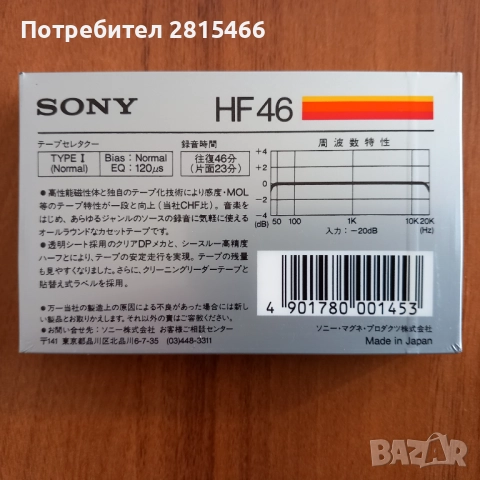 Потребител 2815466
SONY
HF46
テープセレクター
TYPE I
(Normal)
Bias: Normal
EQ: 120μs
録音時間
往復46分
(片面23分)
周波数特性
+4
+2
0
-2
-4
(dB)
50 100 1K 10K 20K
(Hz)
入力:-20dB
●高性能磁性体と独自のテープ化技術により感度・MOL
等のテープ特性が一段と向上(当社CHF比)。音楽を
はじめ、あらゆるジャンルのソースの録音に気軽に使える
オールラウンドなカセットテープです。
●透明シート採用のクリアDPメカと、シースルー高精度
ハーフとにより、テープの安定走行を実現。テープの残量
も見やすくなりました。さらに、クリーニングリーダーテープと
貼替え式ラベルを採用。
●万一当社の製造上の原因による不良があった場合には新し
い製品とお取りかえします。それ以外の責はご容赦ください。
●お問い合せ先:ソニー株式会社 お客様ご相談センター
〒141 東京都品川区北品川6-7-35 (03)448-3311
4 901780 001453
ソニー・マグネ・プロダクツ株式会社
Made in Japan
BAZAR
bg